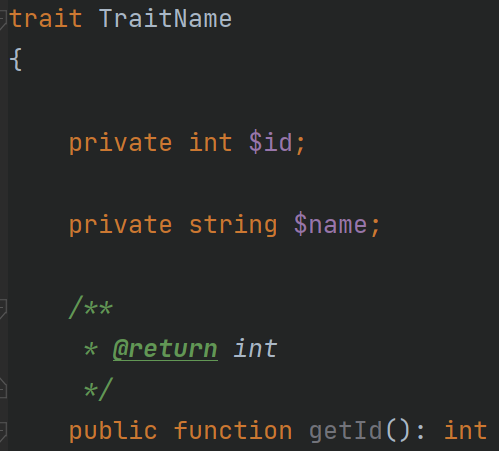 trait TraitName
{
private int $id;
private string $name;
/**
* @return int
*/
public function getId(): int